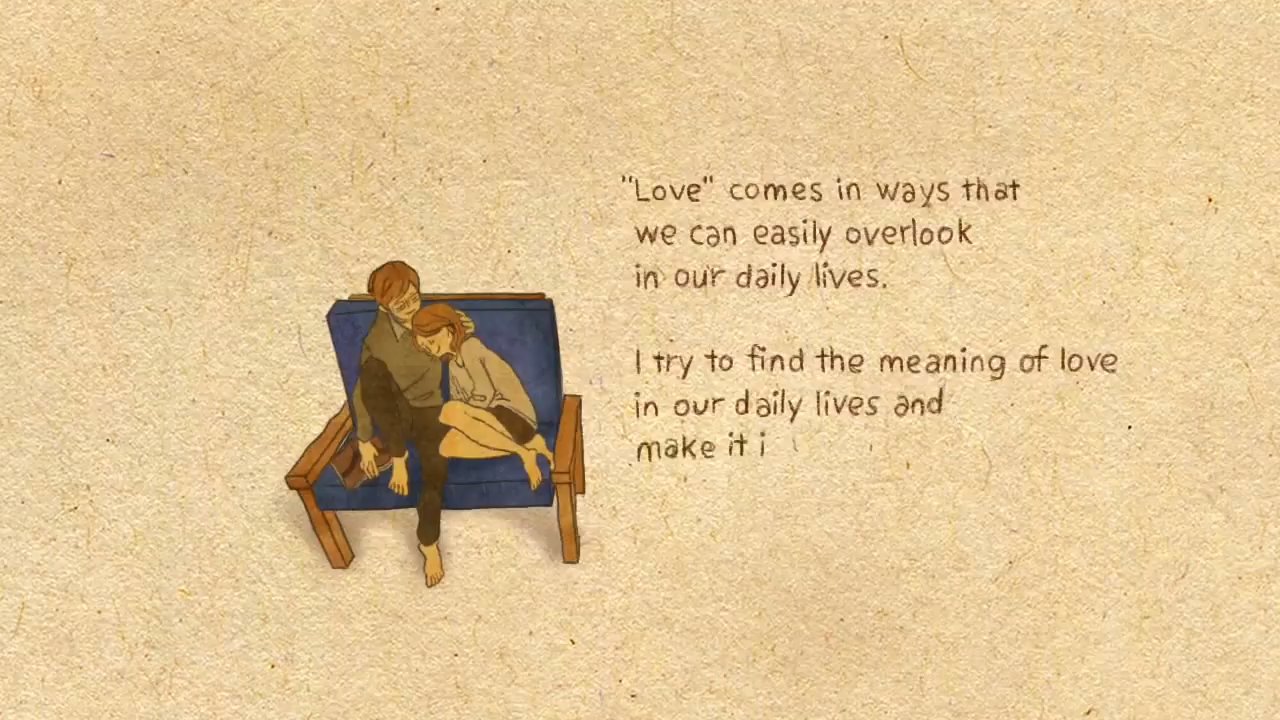 "Love" comes in ways that
we can easily overlook
in our daily lives.
I try to find the meaning of love
in our daily lives and
make it i